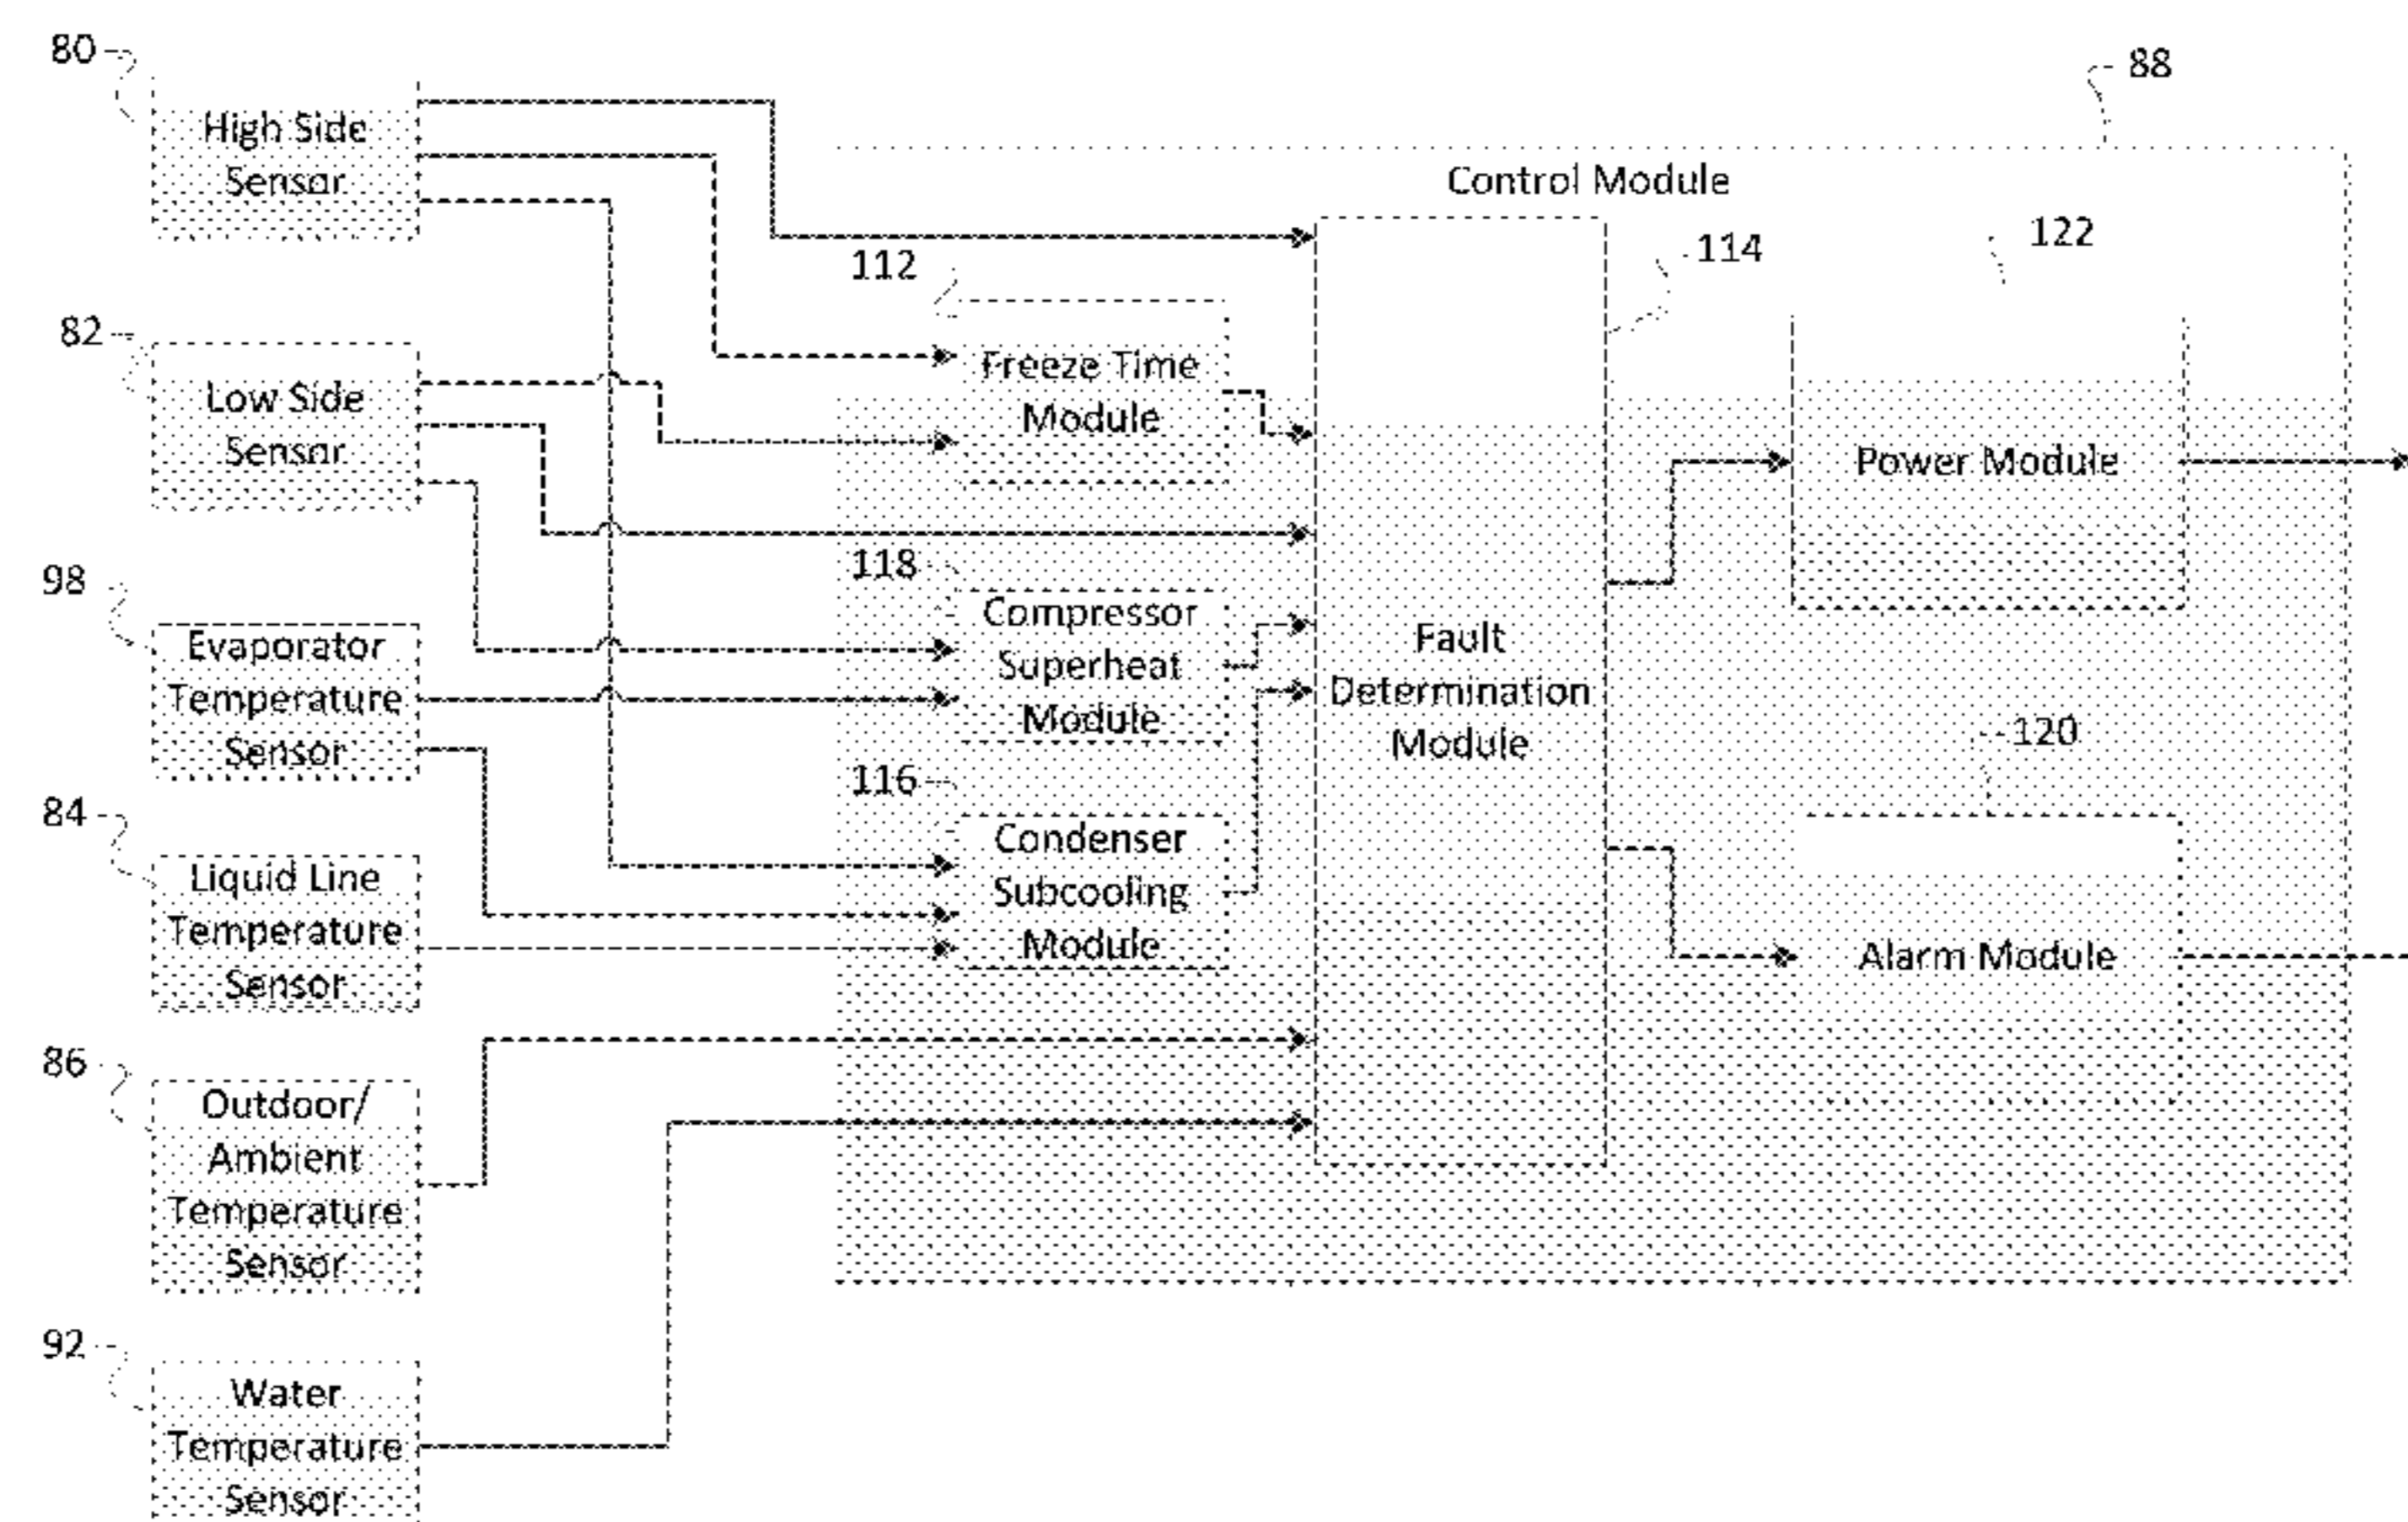 80
High Side
Sensor
82
Low Side
Sensor
98
Evaporator
Temperature
Sensor
84
Liquid Line
Temperature
Sensor
86
Outdoor/
Ambient
Temperature
Sensor
92
Water
Temperature
Sensor
88
Control Module
112
Freeze Time
Module
118
Compressor
Superheat
Module
116
Condenser
Subcooling
Module
114
Fault
Determination
Module
122
Power Module
120
Alarm Module